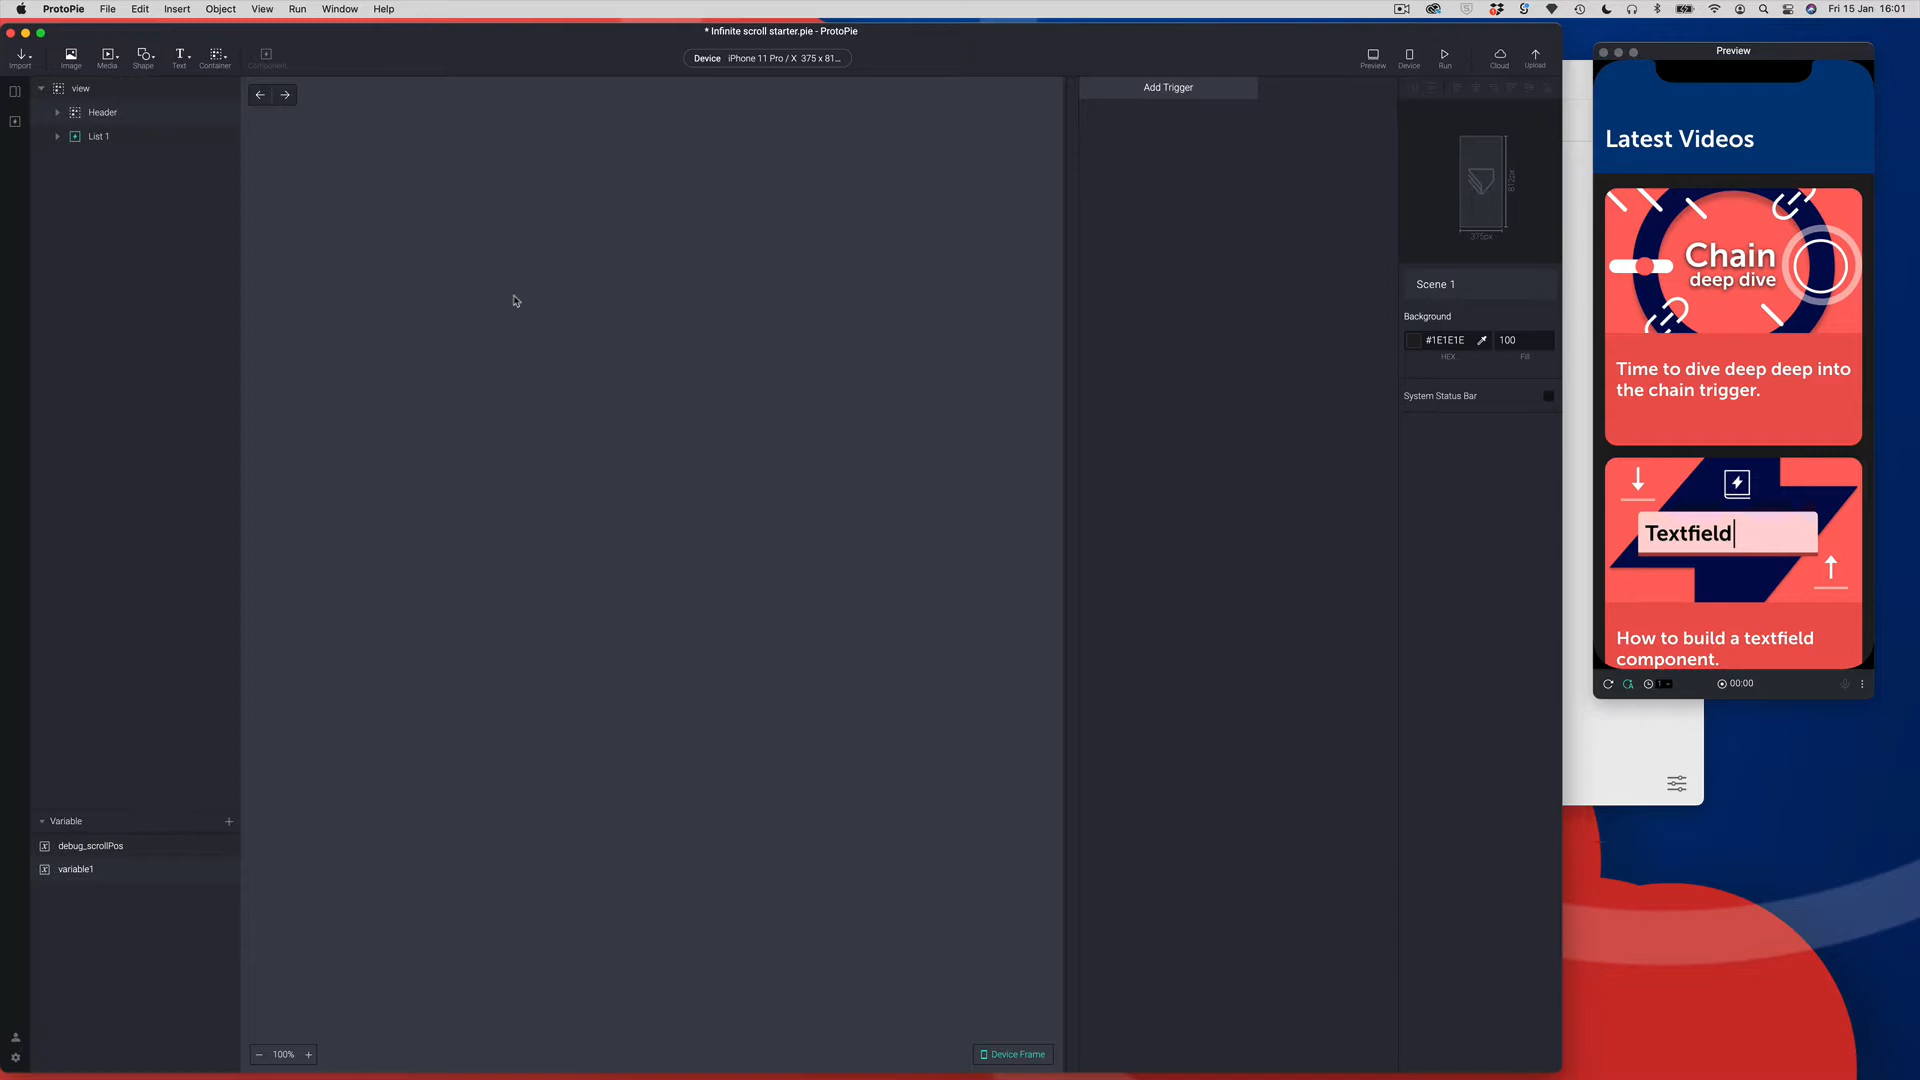 ProtoPie File Edit Insert Object View Run Window Help
Fri 15 Jan 16:01
* Infinite scroll starter.pie - ProtoPie
Import
Image
Media
Shape
Text
Container
Component
Device iPhone 11 Pro / X 375 x 81...
Preview
Device
Run
Cloud
Upload
view
Header
List 1
Add Trigger
812px
375px
Scene 1
Background
#1E1E1E
100
HEX
Fill
System Status Bar
Variable
debug_scrollPos
variable1
100%
Device Frame
Preview
Latest Videos
Chain
deep dive
Time to dive deep deep into
the chain trigger.
Textfield
How to build a textfield
component.
1
00:00